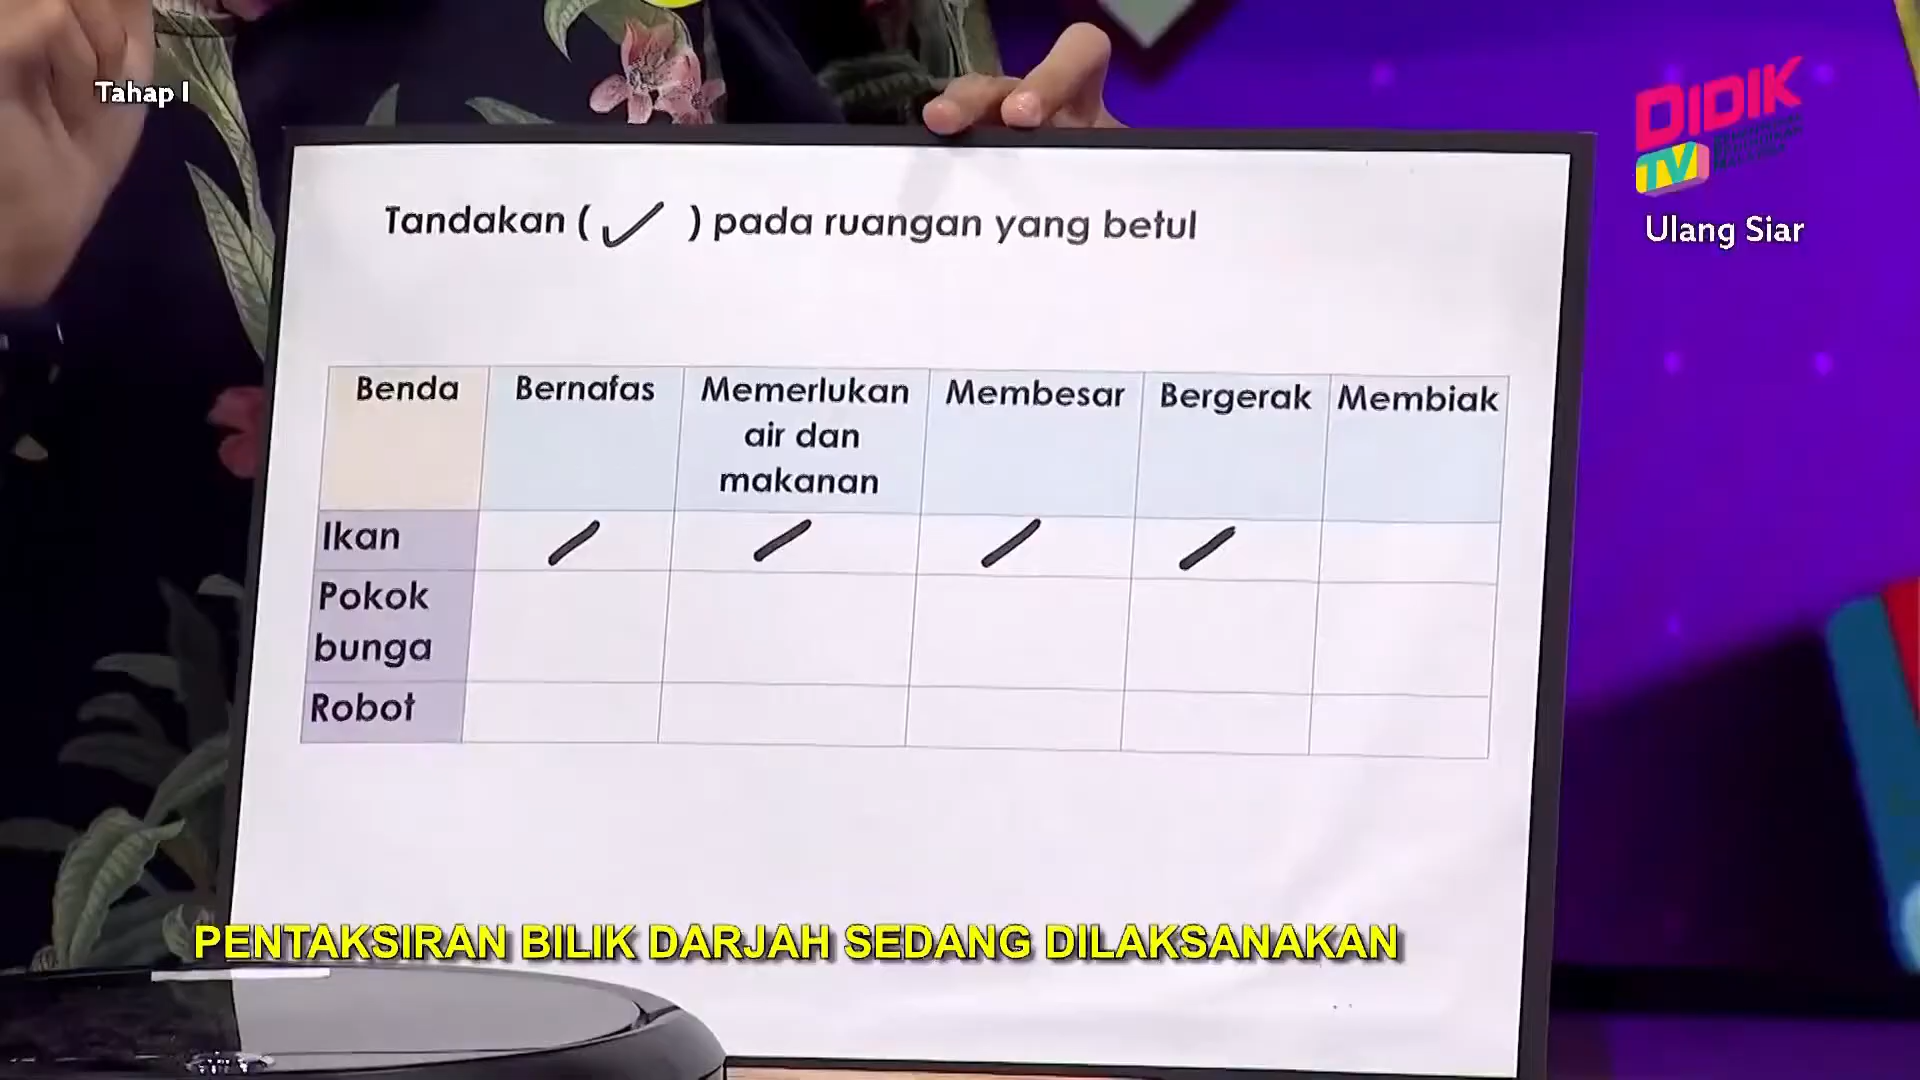 Tahap 1
DIDIK
TV
Ulang Siar
Tandakan ( ✓ ) pada ruangan yang betul
Benda Bernafas Memerlukan air dan makanan Membesar Bergerak Membiak
Ikan / / / /
Pokok bunga
Robot
PENTAKSIRAN BILIK DARJAH SEDANG DILAKSANAKAN